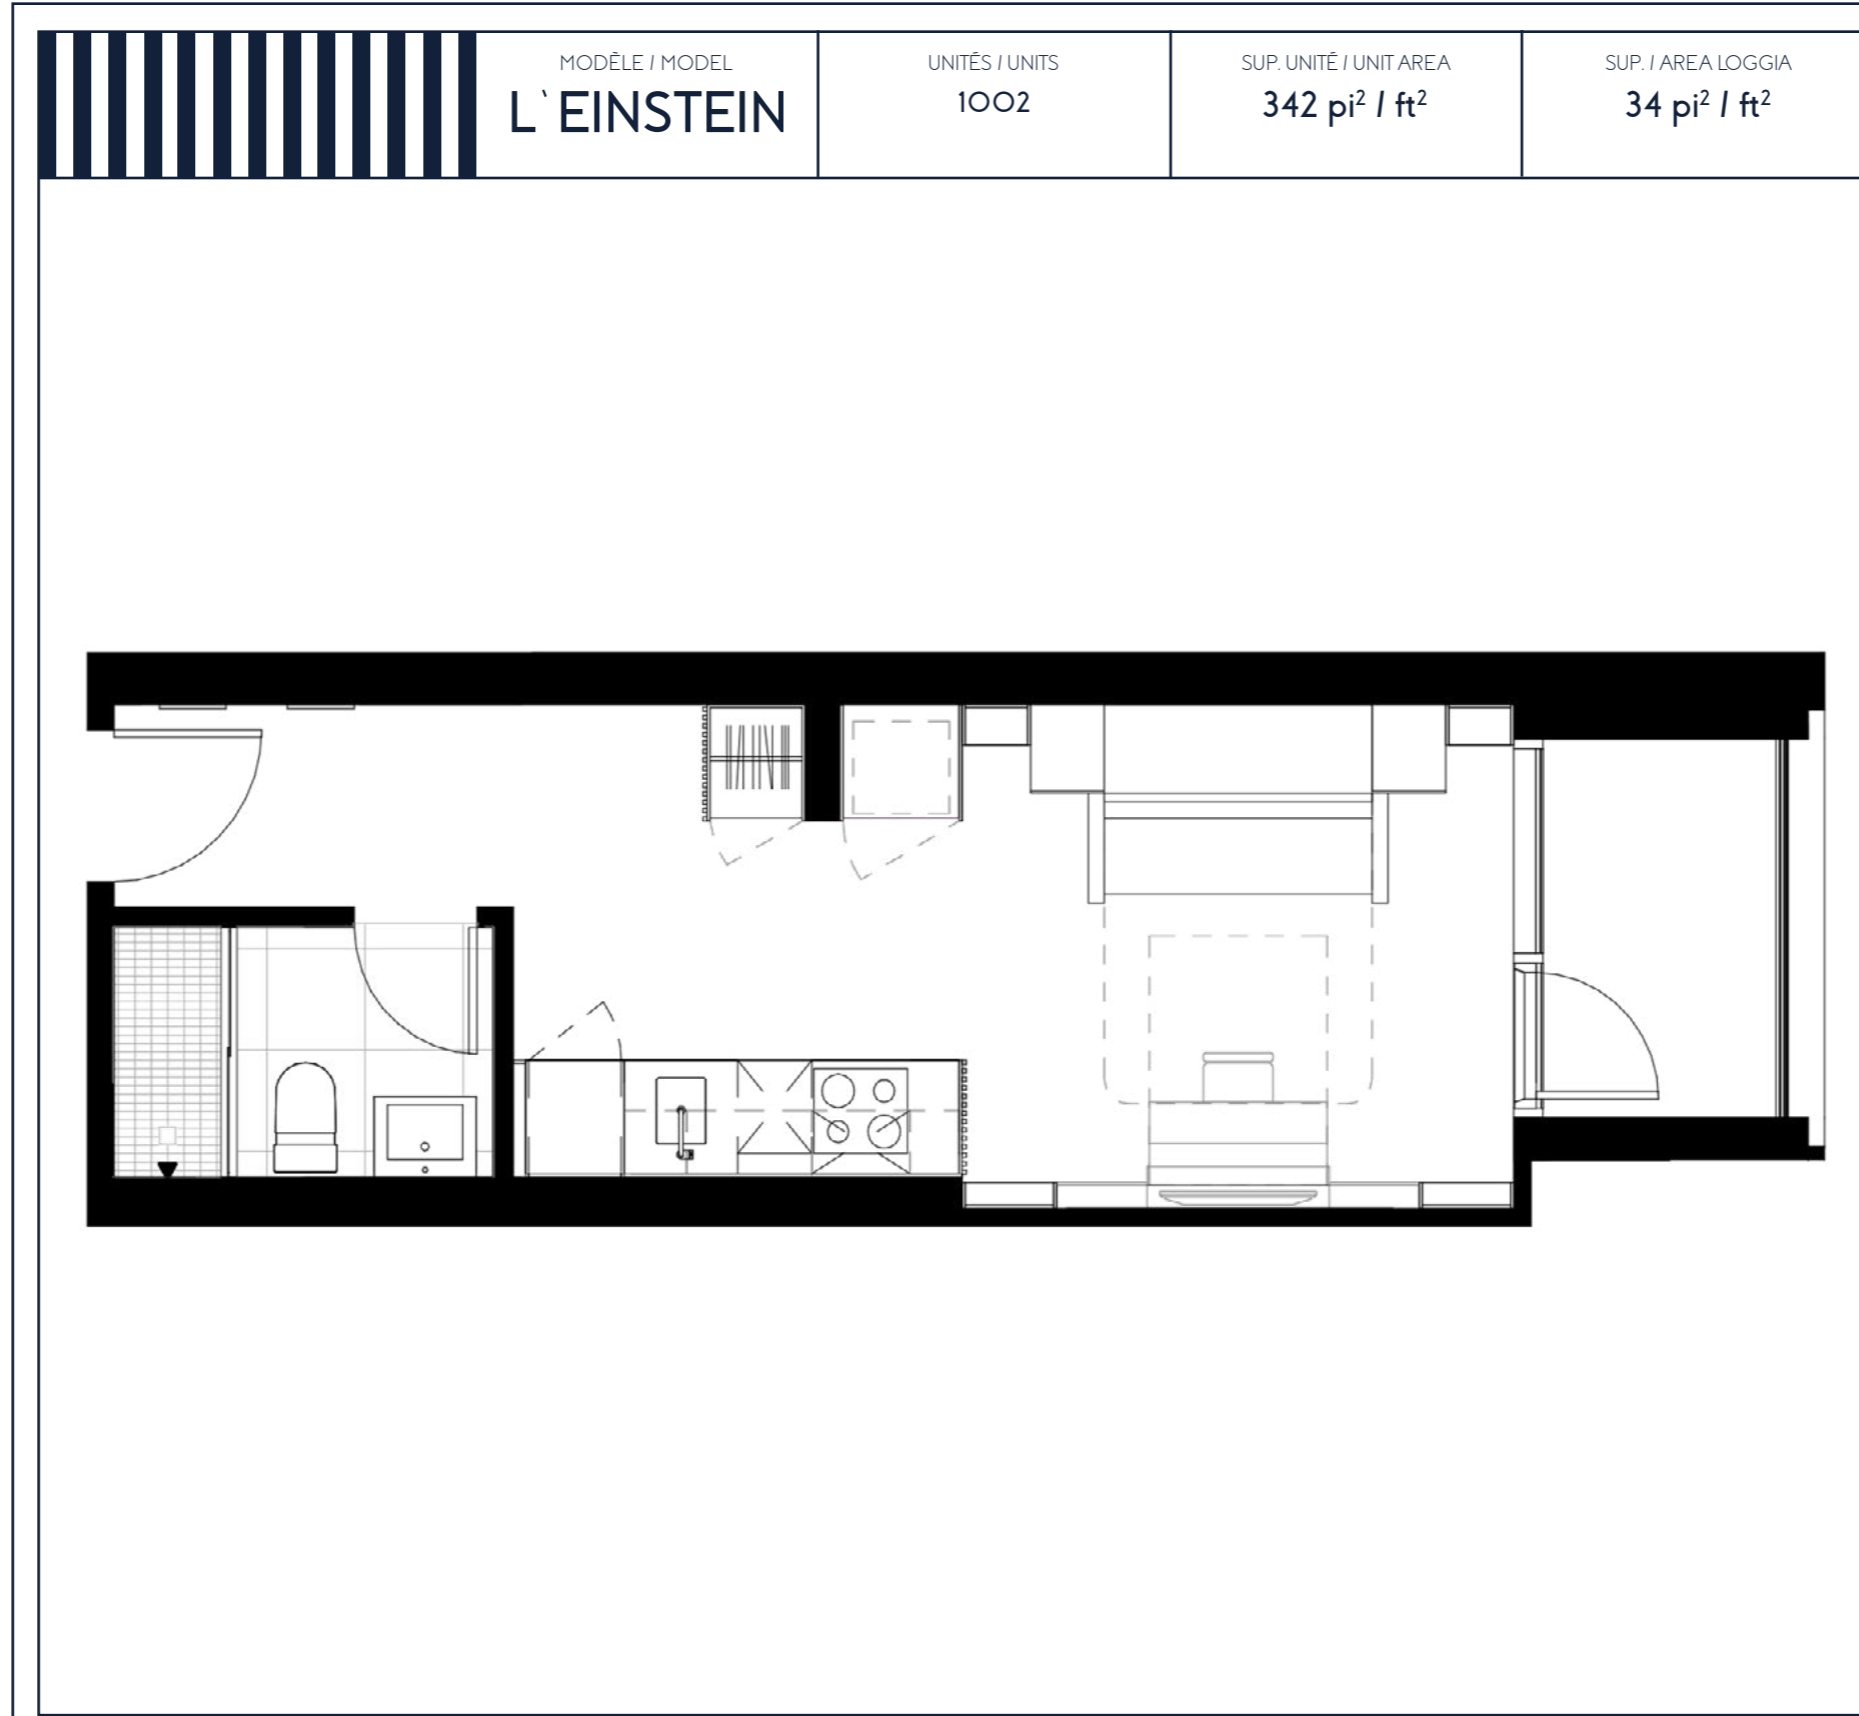 MODÈLE / MODEL
L`EINSTEIN
UNITÉS / UNITS
1002
SUP. UNITÉ / UNIT AREA
342 pi² / ft²
SUP. / AREA LOGGIA
34 pi² / ft²